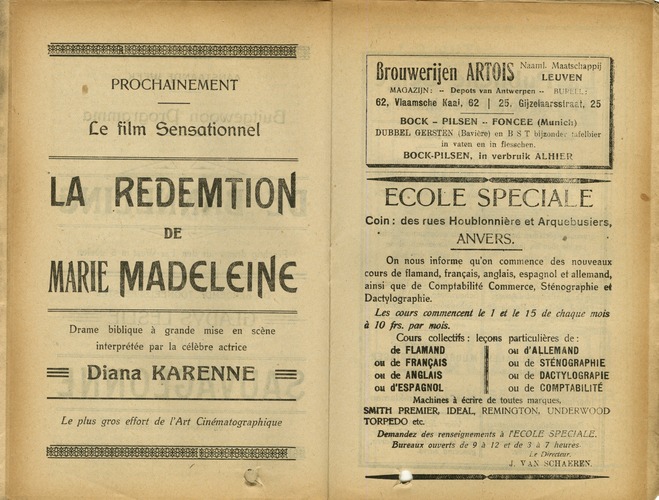 PROCHAINEMENT
Le film Sensationnel
LA REDEMTION
DE
MARIE MADELEINE
Drame biblique à grande mise en scène
interprétée par la célèbre actrice
Diana KARENNE
Le plus gros effort de l'Art Cinématographique
Brouwerijen ARTOIS Naaml. Maatschappij
LEUVEN
MAGAZIJN: -- Depots van Antwerpen -- BUREEL:
62, Vlaamsche Kaai, 62 | 25, Gijzelaarsstraat, 25
BOCK - PILSEN - FONCEE (Munich)
DUBBEL GERSTEN (Bavière) en B S T bijzonder tafelbier
in vaten en in flesschen.
BOCK-PILSEN, in verbruik ALHIER
ECOLE SPECIALE
Coin: des rues Houblonnière et Arquebusiers,
ANVERS.
On nous informe qu'on commence des nouveaux
cours de flamand, français, anglais, espagnol et allemand,
ainsi que de Comptabilité Commerce, Sténographie et
Dactylographie.
Les cours commencent le 1 et le 15 de chaque mois
à 10 frs. par mois.
Cours collectifs: leçons particulières de:
de FLAMAND ou d'ALLEMAND
ou de FRANÇAIS ou de STÉNOGRAPHIE
ou de ANGLAIS ou de DACTYLOGRAPIE
ou d'ESPAGNOL ou de COMPTABILITÉ
Machines à écrire de toutes marques.
SMITH PREMIER, IDEAL, REMINGTON, UNDERWOOD
TORPEDO etc.
Demandez des renseignements à l'ECOLE SPECIALE.
Bureaux ouverts de 9 à 12 et de 3 à 7 heures.
Le Directeur,
J. VAN SCHAEREN.